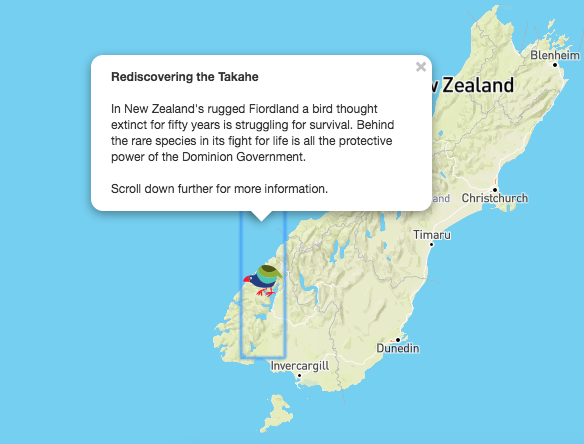 Blenheim
×
Rediscovering the Takahe
w Zealand
In New Zealand's rugged Fiordland a bird thought
extinct for fifty years is struggling for survival. Behind
the rare species in its fight for life is all the protective
power of the Dominion Government.
Scroll down further for more information.
and
Christchurch
Timaru
Dunedin
Invercargill